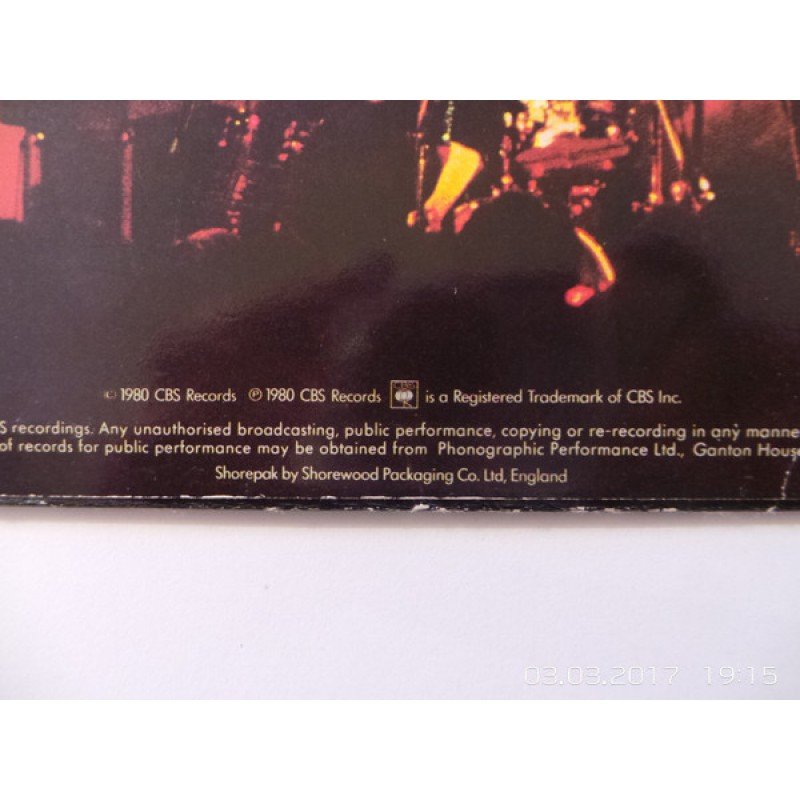 © 1980 CBS Records ℗ 1980 CBS Records CBS is a Registered Trademark of CBS Inc.
S recordings. Any unauthorised broadcasting, public performance, copying or re-recording in any manne
of records for public performance may be obtained from Phonographic Performance Ltd., Ganton House
Shorepak by Shorewood Packaging Co. Ltd, England
03.03.2017 19:15